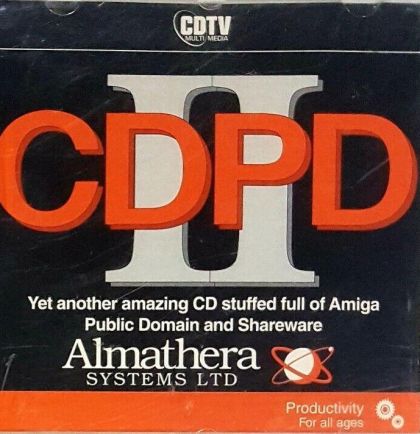 CDTV
MULTI MEDIA
II
CDPD
Yet another amazing CD stuffed full of Amiga
Public Domain and Shareware
Almathera
SYSTEMS LTD
Productivity
For all ages